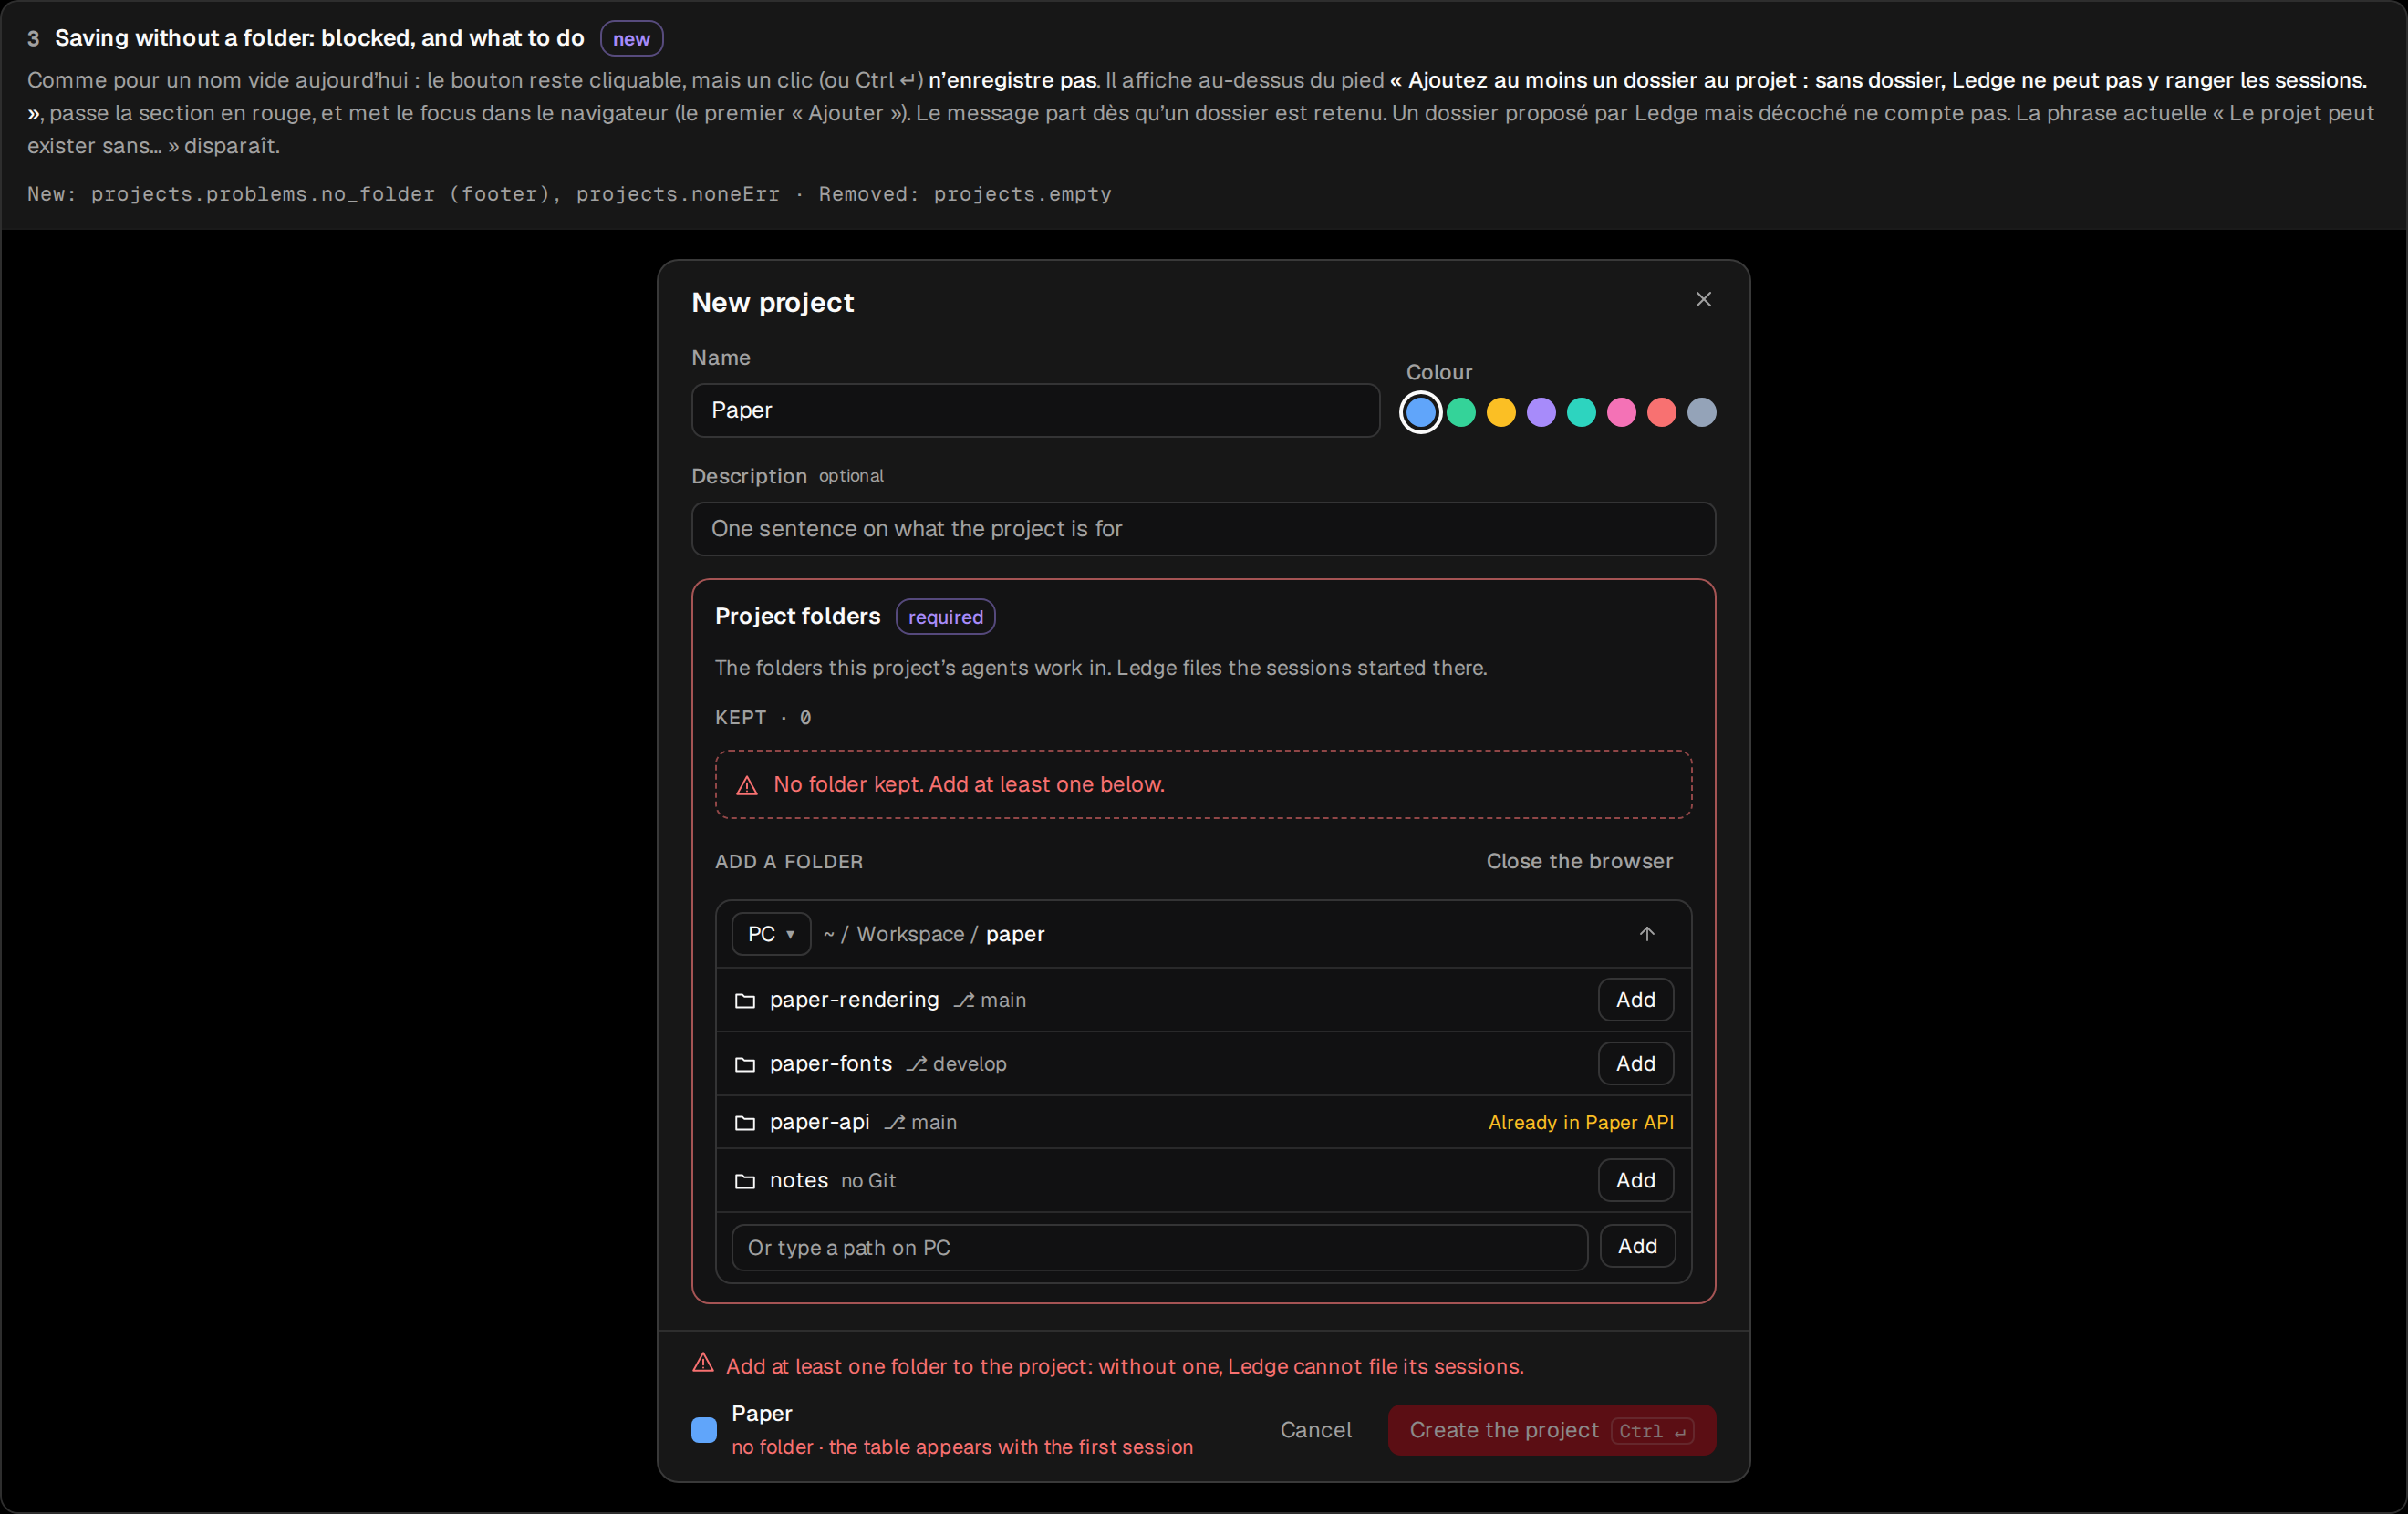 3 Saving without a folder: blocked, and what to do new
Comme pour un nom vide aujourd’hui : le bouton reste cliquable, mais un clic (ou Ctrl ↵) n’enregistre pas. Il affiche au-dessus du pied « Ajoutez au moins un dossier au projet : sans dossier, Ledge ne peut pas y ranger les sessions.
», passe la section en rouge, et met le focus dans le navigateur (le premier « Ajouter »). Le message part dès qu’un dossier est retenu. Un dossier proposé par Ledge mais décoché ne compte pas. La phrase actuelle « Le projet peut
exister sans… » disparaît.
New: projects.problems.no_folder (footer), projects.noneErr · Removed: projects.empty
New project
Name
Colour
Paper
Description optional
One sentence on what the project is for
Project folders required
The folders this project’s agents work in. Ledge files the sessions started there.
KEPT · 0
No folder kept. Add at least one below.
ADD A FOLDER Close the browser
PC ▾ ~ / Workspace / paper ↑
paper-rendering ⎇ main Add
paper-fonts ⎇ develop Add
paper-api ⎇ main Already in Paper API
notes no Git Add
Or type a path on PC Add
Add at least one folder to the project: without one, Ledge cannot file its sessions.
Paper
no folder · the table appears with the first session
Cancel Create the project Ctrl ↵